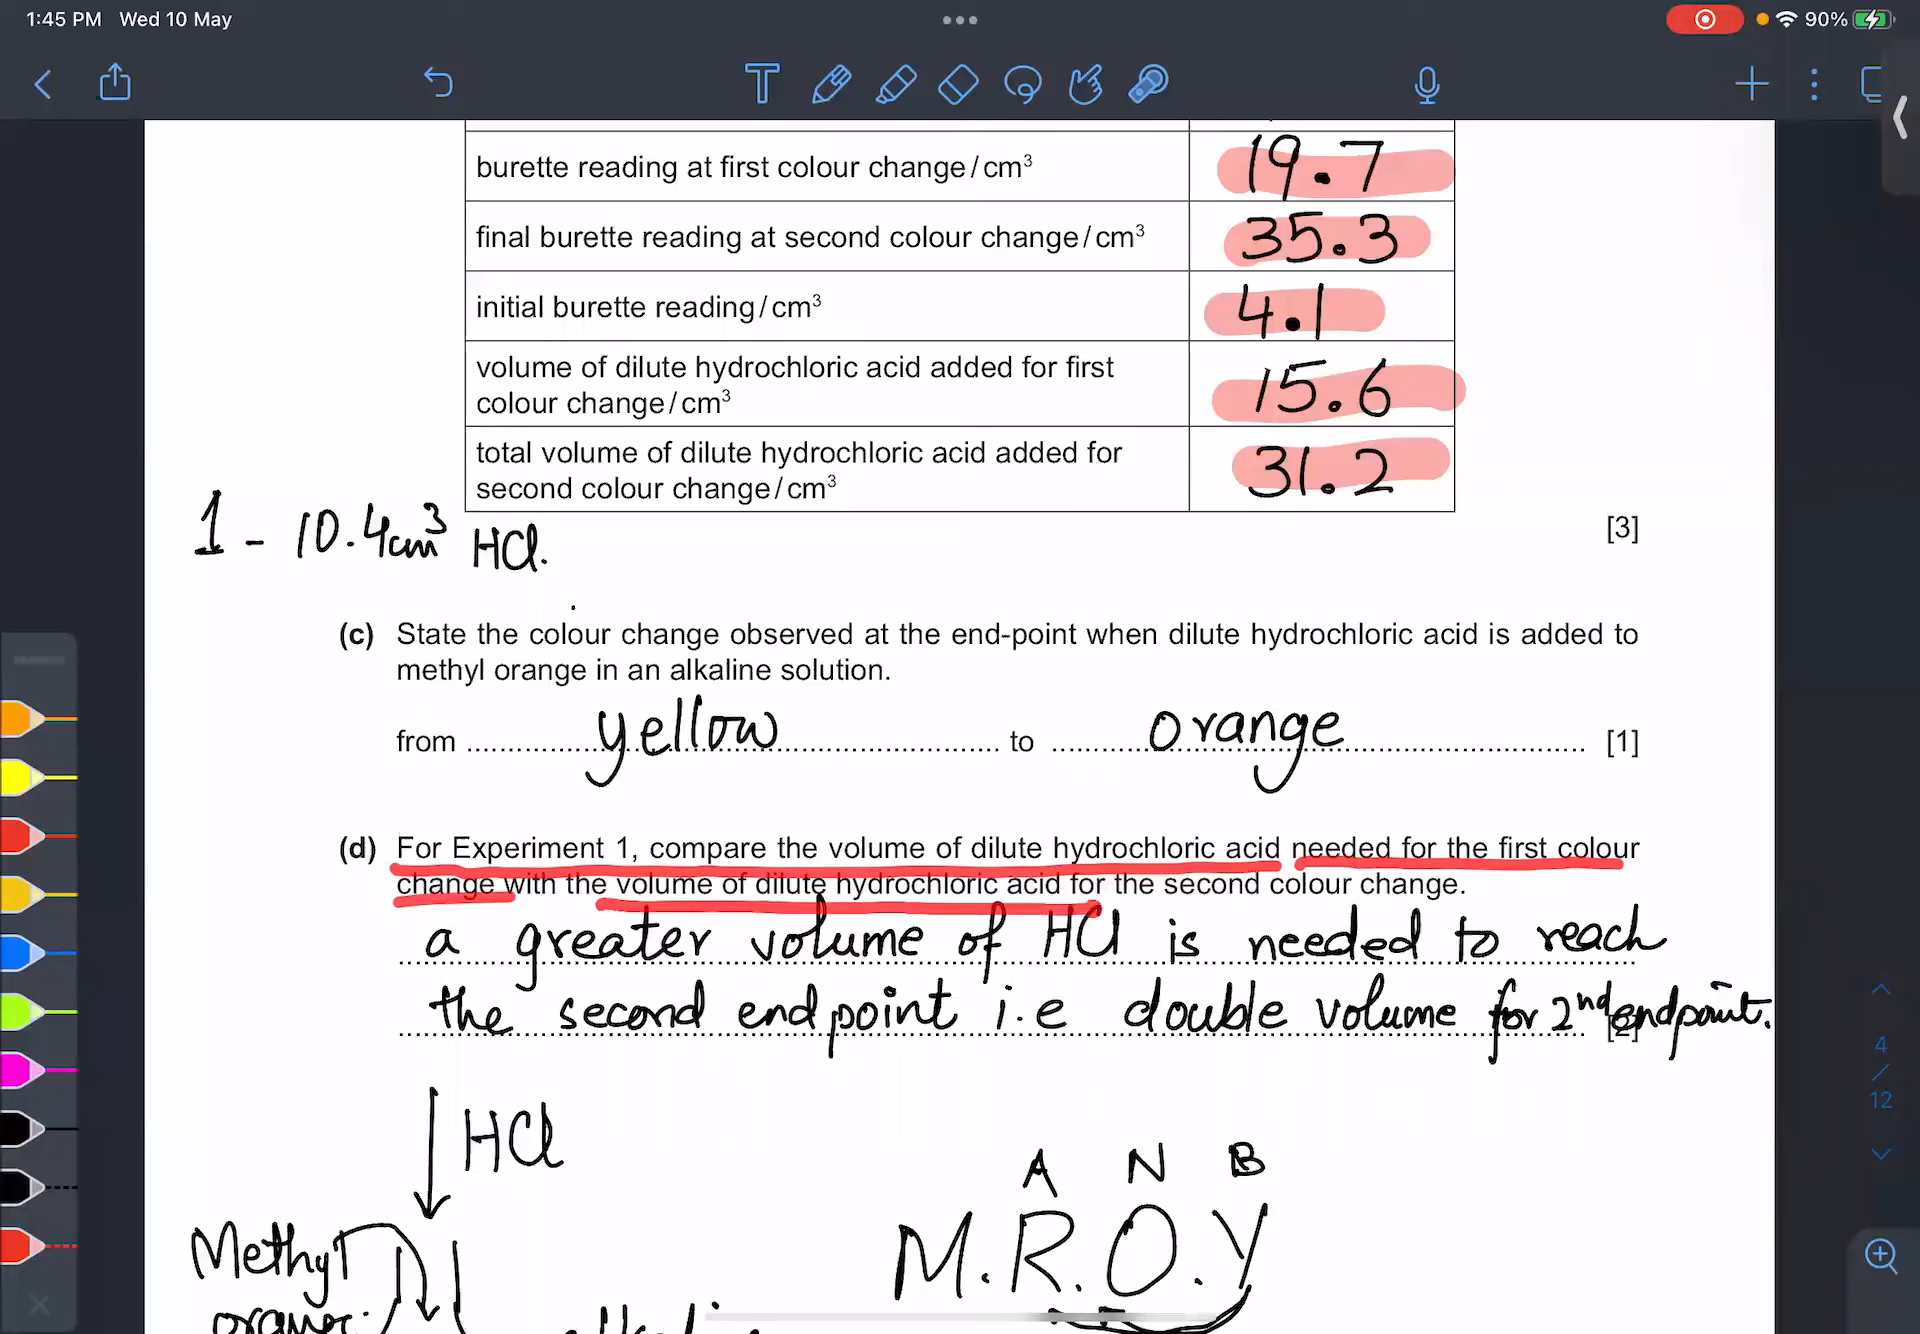 1:45 PM Wed 10 May
90%
burette reading at first colour change/cm³ 19.7
final burette reading at second colour change/cm³ 35.3
initial burette reading/cm³ 4.1
volume of dilute hydrochloric acid added for first
colour change/cm³ 15.6
total volume of dilute hydrochloric acid added for
second colour change/cm³ 31.2
[3]
1 - 10.4cm³ HCl.
(c) State the colour change observed at the end-point when dilute hydrochloric acid is added to
methyl orange in an alkaline solution.
from yellow to orange [1]
(d) For Experiment 1, compare the volume of dilute hydrochloric acid needed for the first colour
change with the volume of dilute hydrochloric acid for the second colour change.
a greater volume of HCl is needed to reach
the second endpoint i.e double volume for 2nd endpoint.
[2]
4
/
12
HCl
A N B
M.R.O.Y
Methyl
orange.